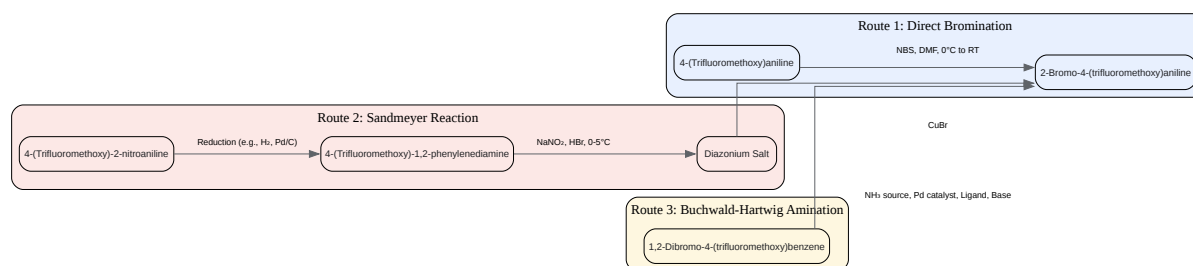 Route 1: Direct Bromination
4-(Trifluoromethoxy)aniline
NBS, DMF, 0°C to RT
2-Bromo-4-(trifluoromethoxy)aniline
Route 2: Sandmeyer Reaction
4-(Trifluoromethoxy)-2-nitroaniline
Reduction (e.g., H₂, Pd/C)
4-(Trifluoromethoxy)-1,2-phenylenediamine
NaNO₂, HBr, 0-5°C
Diazonium Salt
CuBr
NH₃ source, Pd catalyst, Ligand, Base
Route 3: Buchwald-Hartwig Amination
1,2-Dibromo-4-(trifluoromethoxy)benzene